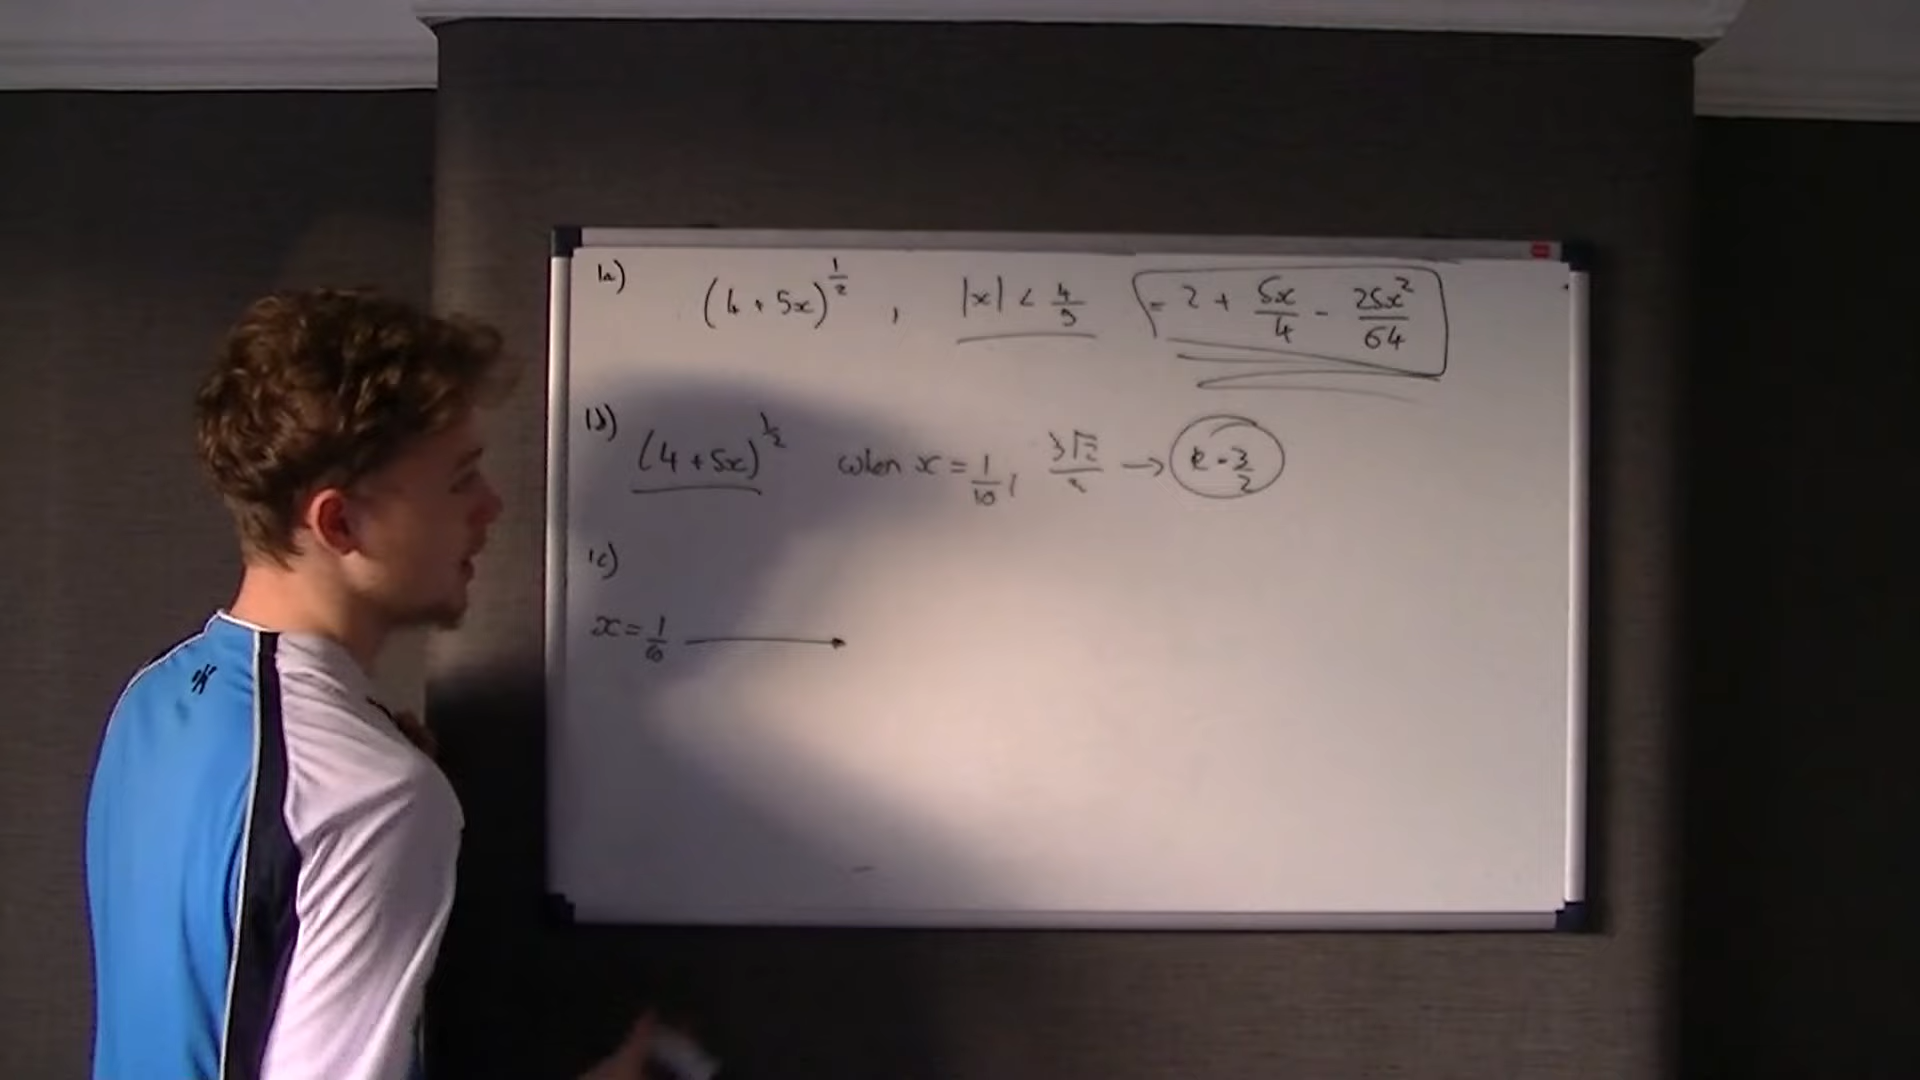 1a) (4 + 5x)^{1/2} , |x| < 4/5 = 2 + 5x/4 - 25x²/64
1b) (4 + 5x)^{1/2} when x = 1/10, 3√2/2 → k = 3/2
1c)
x = 1/10 →